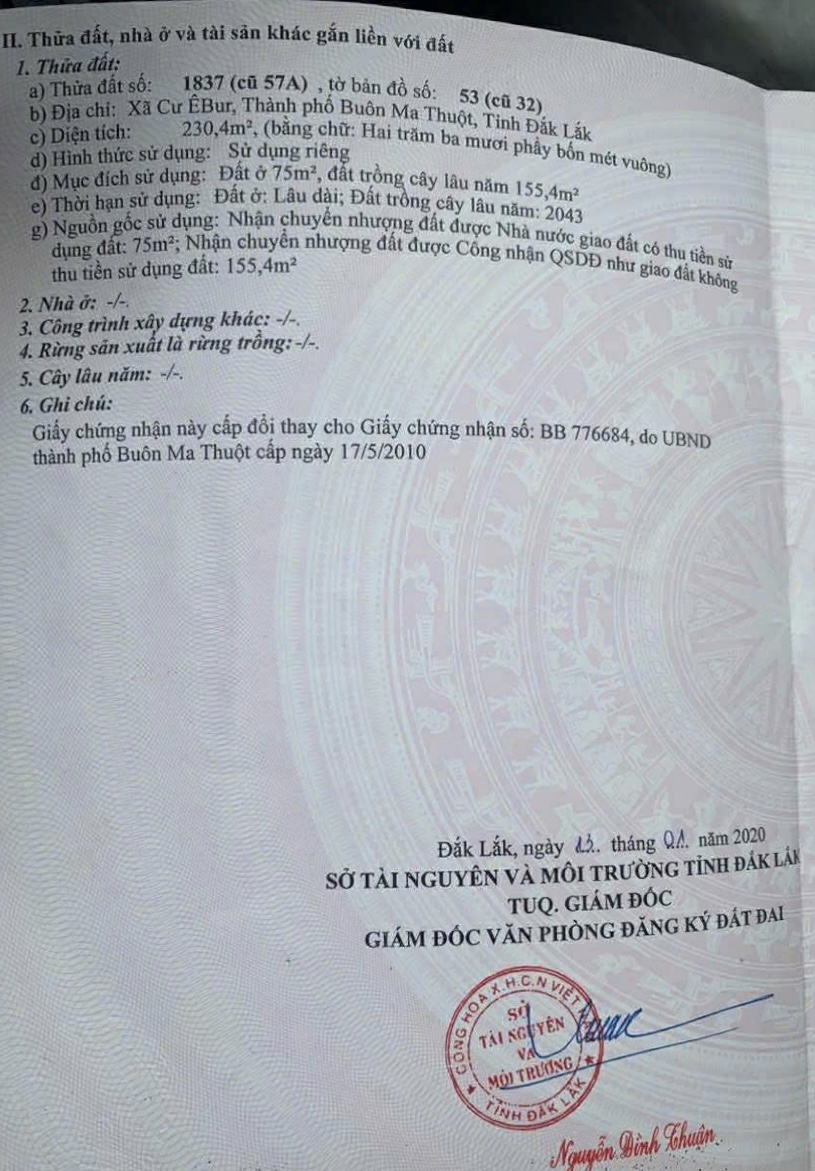 II. Thửa đất, nhà ở và tài sản khác gắn liền với đất
1. Thửa đất:
a) Thửa đất số: 1837 (cũ 57A) , tờ bản đồ số: 53 (cũ 32)
b) Địa chỉ: Xã Cư ÊBur, Thành phố Buôn Ma Thuột, Tỉnh Đắk Lắk
c) Diện tích: 230,4m², (bằng chữ: Hai trăm ba mươi phẩy bốn mét vuông)
d) Hình thức sử dụng: Sử dụng riêng
đ) Mục đích sử dụng: Đất ở 75m², đất trồng cây lâu năm 155,4m²
e) Thời hạn sử dụng: Đất ở: Lâu dài; Đất trồng cây lâu năm: 2043
g) Nguồn gốc sử dụng: Nhận chuyển nhượng đất được Nhà nước giao đất có thu tiền sử
dụng đất: 75m²; Nhận chuyển nhượng đất được Công nhận QSDĐ như giao đất không
thu tiền sử dụng đất: 155,4m²
2. Nhà ở: -/-.
3. Công trình xây dựng khác: -/-.
4. Rừng sản xuất là rừng trồng: -/-.
5. Cây lâu năm: -/-.
6. Ghi chú:
Giấy chứng nhận này cấp đổi thay cho Giấy chứng nhận số: BB 776684, do UBND
thành phố Buôn Ma Thuột cấp ngày 17/5/2010
Đắk Lắk, ngày 13. tháng 01. năm 2020
SỞ TÀI NGUYÊN VÀ MÔI TRƯỜNG TỈNH ĐẮK LẮK
TUQ. GIÁM ĐỐC
GIÁM ĐỐC VĂN PHÒNG ĐĂNG KÝ ĐẤT ĐAI
CỘNG HOÀ X.H.C.N VIỆT
SỞ
TÀI NGUYÊN
VÀ
MÔI TRƯỜNG
TỈNH ĐẮK LẮK
Nguyễn Đình Thuận